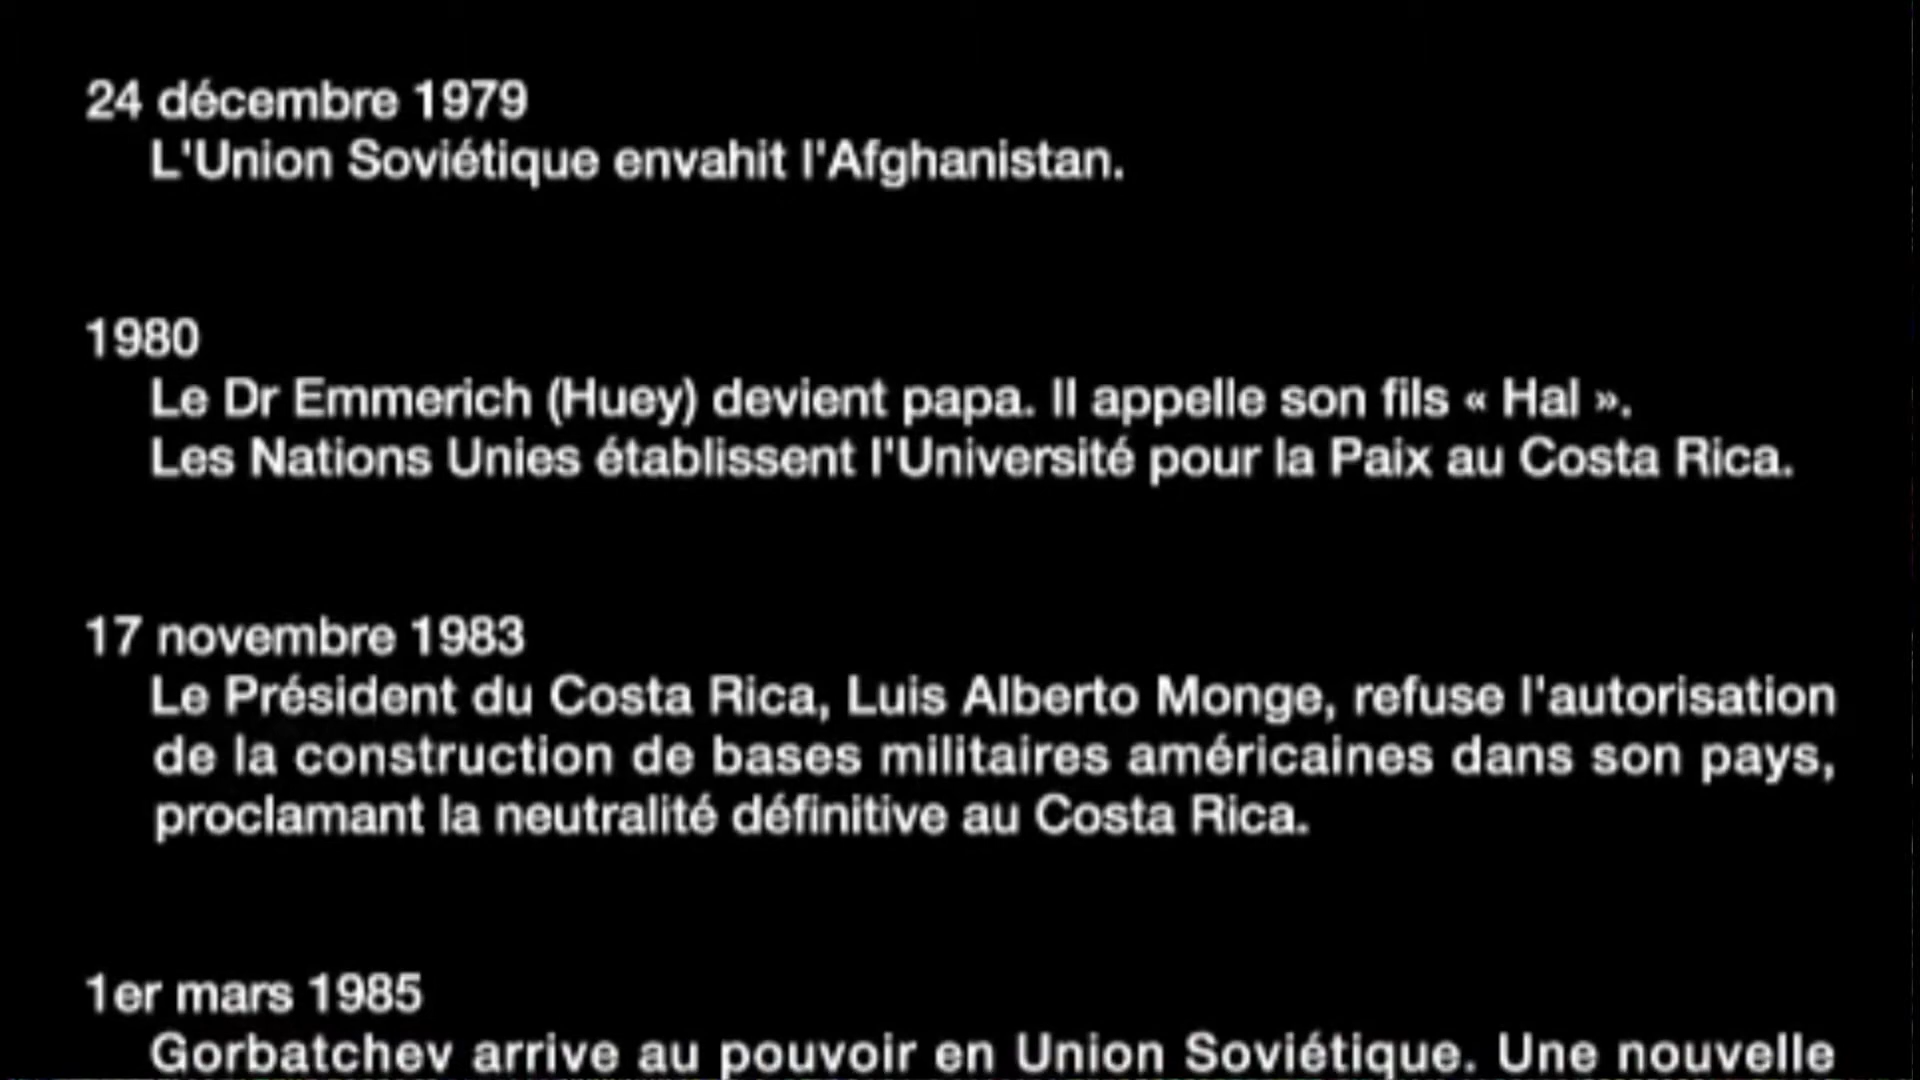 24 décembre 1979
L'Union Soviétique envahit l'Afghanistan.
1980
Le Dr Emmerich (Huey) devient papa. Il appelle son fils « Hal ».
Les Nations Unies établissent l'Université pour la Paix au Costa Rica.
17 novembre 1983
Le Président du Costa Rica, Luis Alberto Monge, refuse l'autorisation
de la construction de bases militaires américaines dans son pays,
proclamant la neutralité définitive au Costa Rica.
1er mars 1985
Gorbatchev arrive au pouvoir en Union Soviétique. Une nouvelle